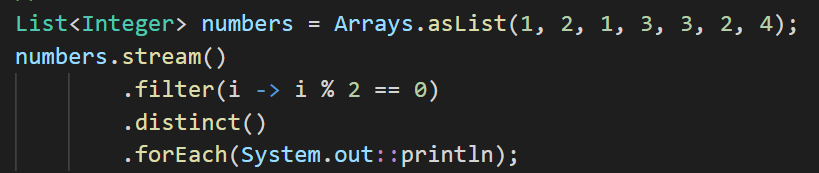 List<Integer> numbers = Arrays.asList(1, 2, 1, 3, 3, 2, 4);
numbers.stream()
.filter(i -> i % 2 == 0)
.distinct()
.forEach(System.out::println);